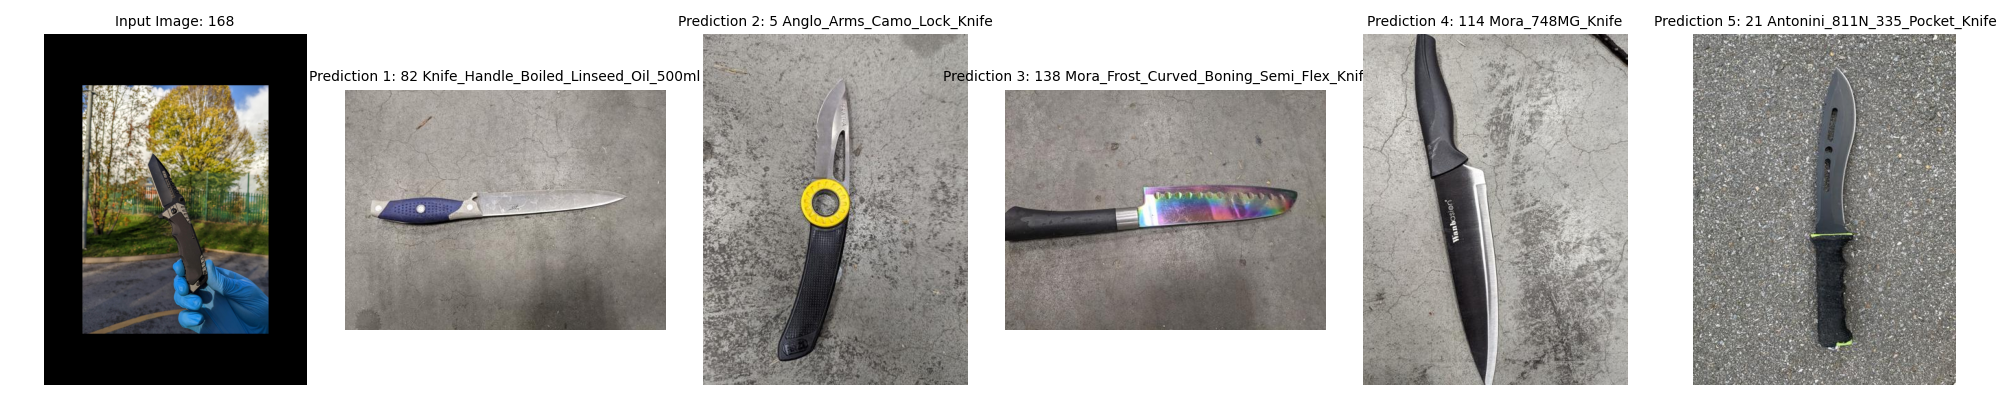 Input Image: 168
Prediction 1: 82 Knife_Handle_Boiled_Linseed_Oil_500ml
Prediction 2: 5 Anglo_Arms_Camo_Lock_Knife
Prediction 3: 138 Mora_Frost_Curved_Boning_Semi_Flex_Knif
Prediction 4: 114 Mora_748MG_Knife
Prediction 5: 21 Antonini_811N_335_Pocket_Knife